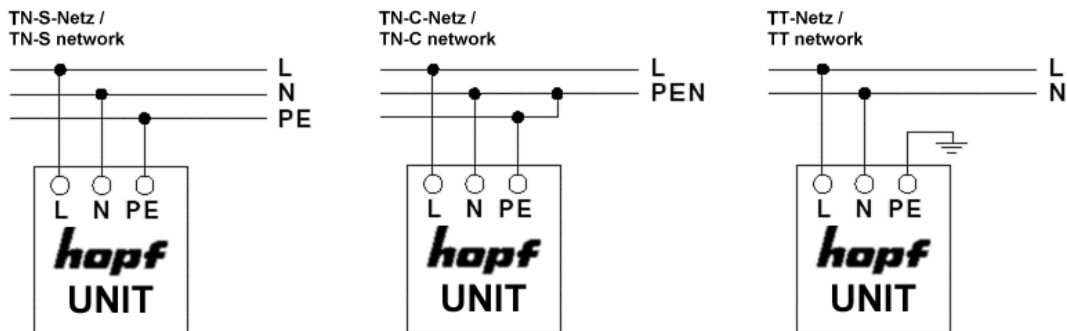 TN-S-Netz /
TN-S network
L
N
PE
L N PE
hopf
UNIT
TN-C-Netz /
TN-C network
L
PEN
L N PE
hopf
UNIT
TT-Netz /
TT network
L
N
L N PE
hopf
UNIT